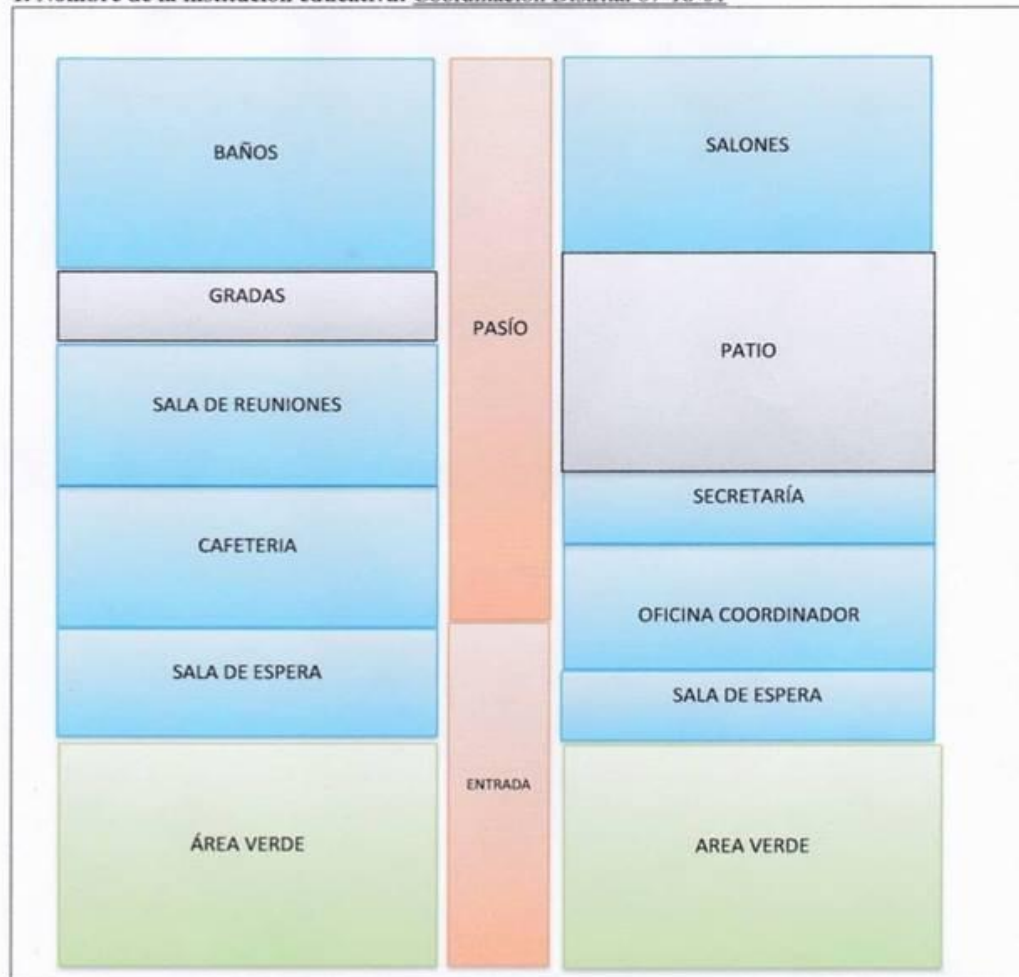 BAÑOS
GRADAS
SALA DE REUNIONES
CAFETERIA
SALA DE ESPERA
ÁREA VERDE
PASÍO
ENTRADA
SALONES
PATIO
SECRETARÍA
OFICINA COORDINADOR
SALA DE ESPERA
AREA VERDE